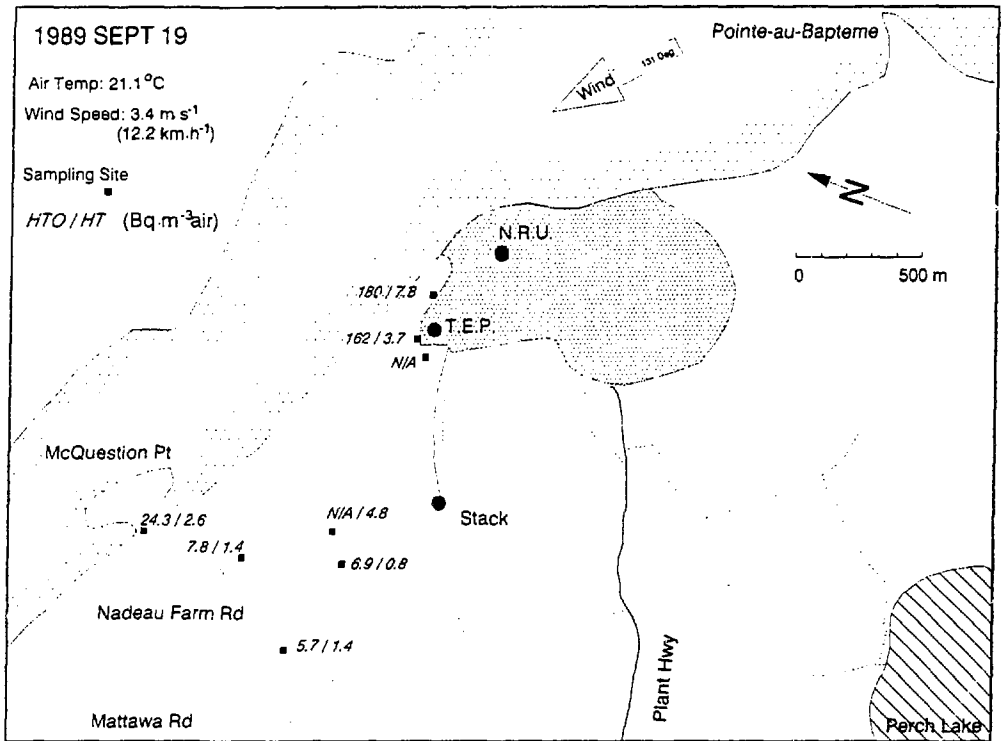 1989 SEPT 19
Pointe-au-Bapteme
131 Deg
Wind
Air Temp: 21.1°C
Wind Speed: 3.4 m s⁻¹
(12.2 km·h⁻¹)
Sampling Site
HTO / HT (Bq·m⁻³air)
N
0 500 m
N.R.U.
180 / 7.8
T.E.P.
162 / 3.7
N/A
McQuestion Pt
24.3 / 2.6
N/A / 4.8
Stack
7.8 / 1.4
6.9 / 0.8
Nadeau Farm Rd
5.7 / 1.4
Plant Hwy
Mattawa Rd
Perch Lake